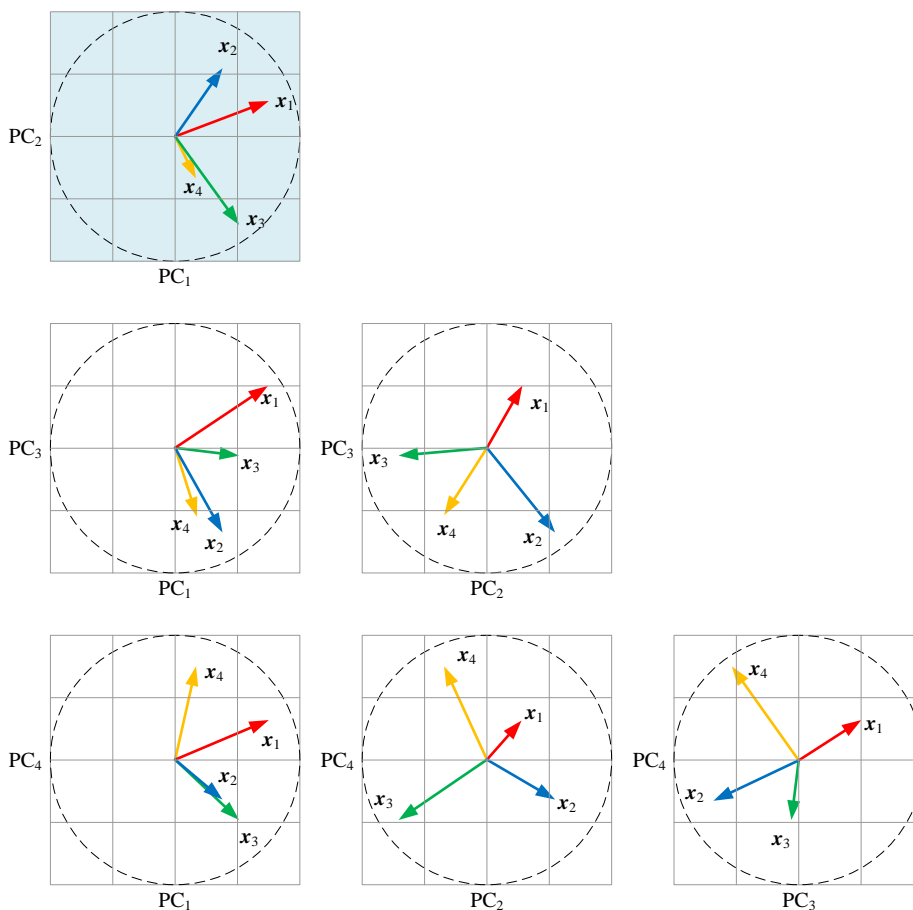 x₂
x₁
PC₂
x₄
x₃
PC₁
x₁
PC₃
x₃
x₄
x₂
PC₁
x₁
PC₃
x₃
x₄
x₂
PC₂
x₄
x₁
PC₄
x₂
x₃
PC₁
x₄
x₁
PC₄
x₃
x₂
PC₂
x₄
x₁
PC₄
x₂
x₃
PC₃